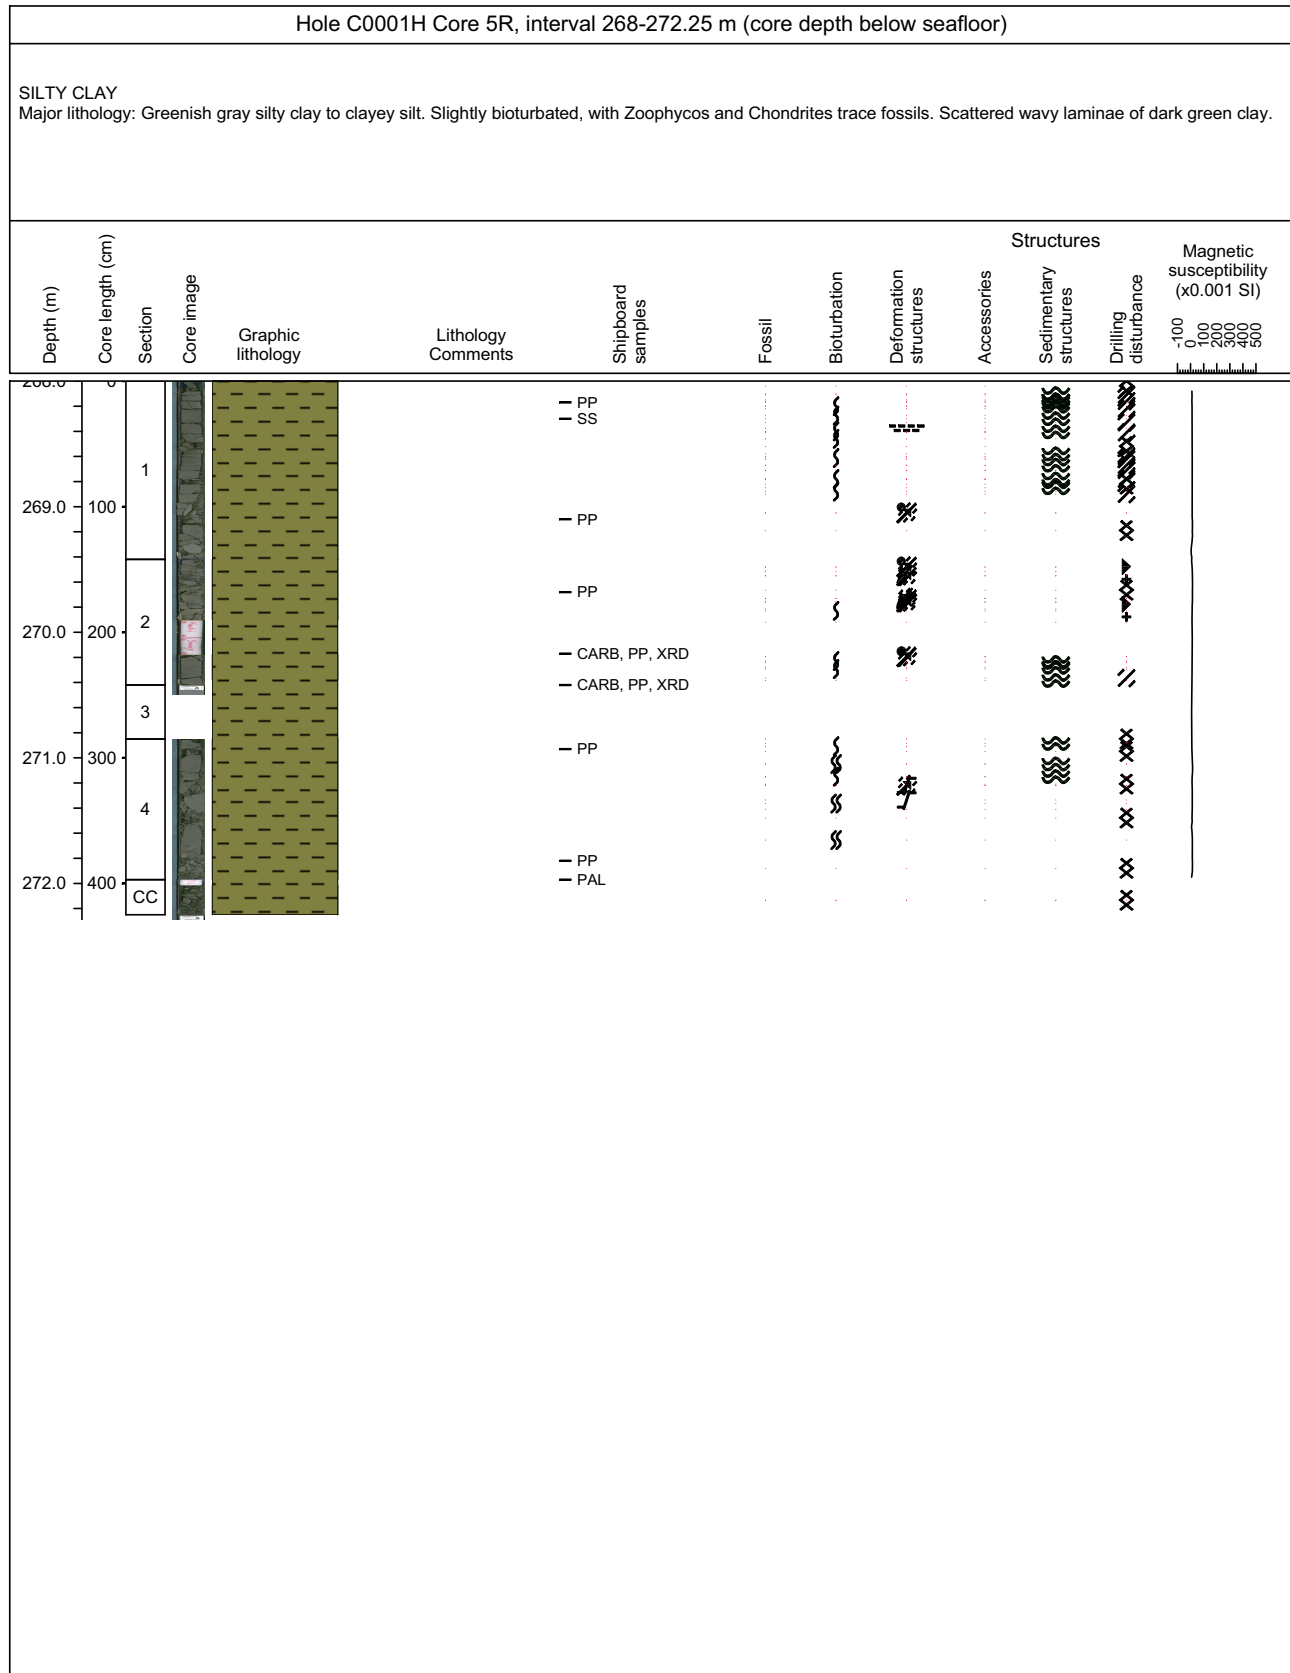 Hole C0001H Core 5R, interval 268-272.25 m (core depth below seafloor)
SILTY CLAY
Major lithology: Greenish gray silty clay to clayey silt. Slightly bioturbated, with Zoophycos and Chondrites trace fossils. Scattered wavy laminae of dark green clay.
Structures
Depth (m)
Core length (cm)
Section
Core image
Graphic
lithology
Lithology
Comments
Shipboard
samples
Fossil
Bioturbation
Deformation
structures
Accessories
Sedimentary
structures
Drilling
disturbance
Magnetic
susceptibility
(x0.001 SI)
-100 0 100 200 300 400 500
268.0 0
PP
SS
1
269.0 100
PP
PP
2
270.0 200
CARB, PP, XRD
CARB, PP, XRD
3
PP
271.0 300
4
PP
PAL
272.0 400
CC